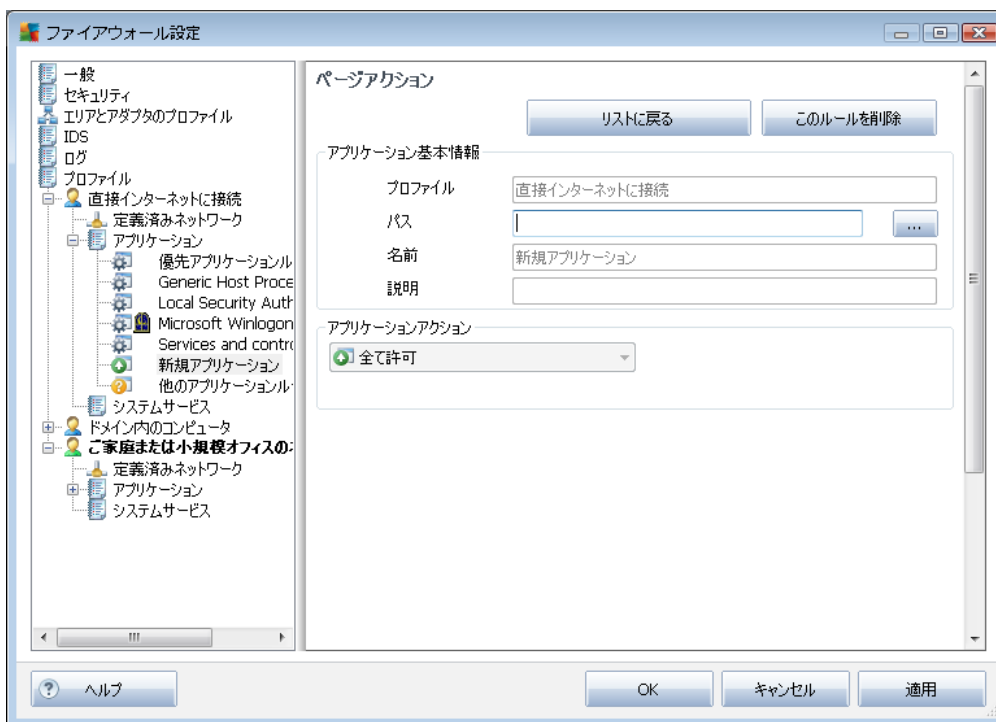 ファイアウォール設定
一般
セキュリティ
エリアとアダプタのプロファイル
IDS
ログ
プロファイル
直接インターネットに接続
定義済みネットワーク
アプリケーション
優先アプリケーションル
Generic Host Proce
Local Security Auth
Microsoft Winlogon
Services and contro
新規アプリケーション
他のアプリケーションル
システムサービス
ドメイン内のコンピュータ
ご家庭または小規模オフィスの
定義済みネットワーク
アプリケーション
システムサービス
ページアクション
リストに戻る
このルールを削除
アプリケーション基本情報
プロファイル
直接インターネットに接続
パス
...
名前
新規アプリケーション
説明
アプリケーションアクション
全て許可
ヘルプ
OK
キャンセル
適用